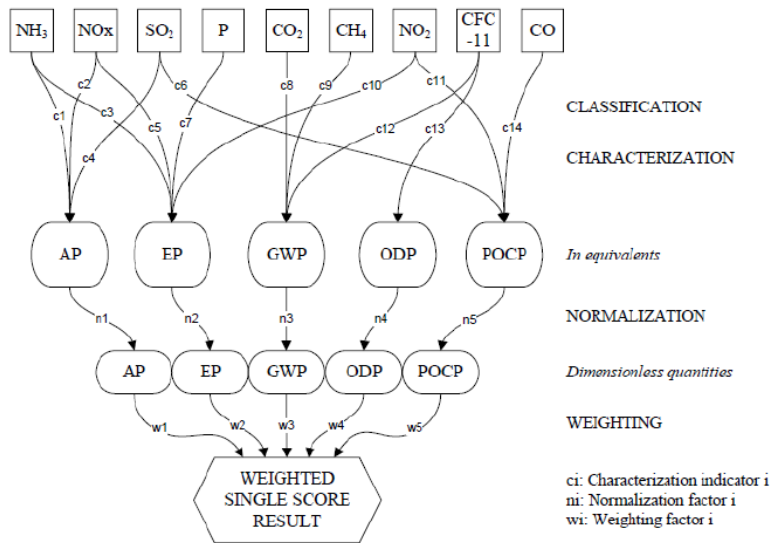 NH₃ NOx SO₂ P CO₂ CH₄ NO₂ CFC CO
-11
c1 c2 c3 c4 c5 c6 c7 c8 c9 c10 c11 c12 c13 c14
CLASSIFICATION
CHARACTERIZATION
AP EP GWP ODP POCP In equivalents
n1 n2 n3 n4 n5 NORMALIZATION
AP EP GWP ODP POCP Dimensionless quantities
w1 w2 w3 w4 w5 WEIGHTING
WEIGHTED
SINGLE SCORE
RESULT
ci: Characterization indicator i
ni: Normalization factor i
wi: Weighting factor i